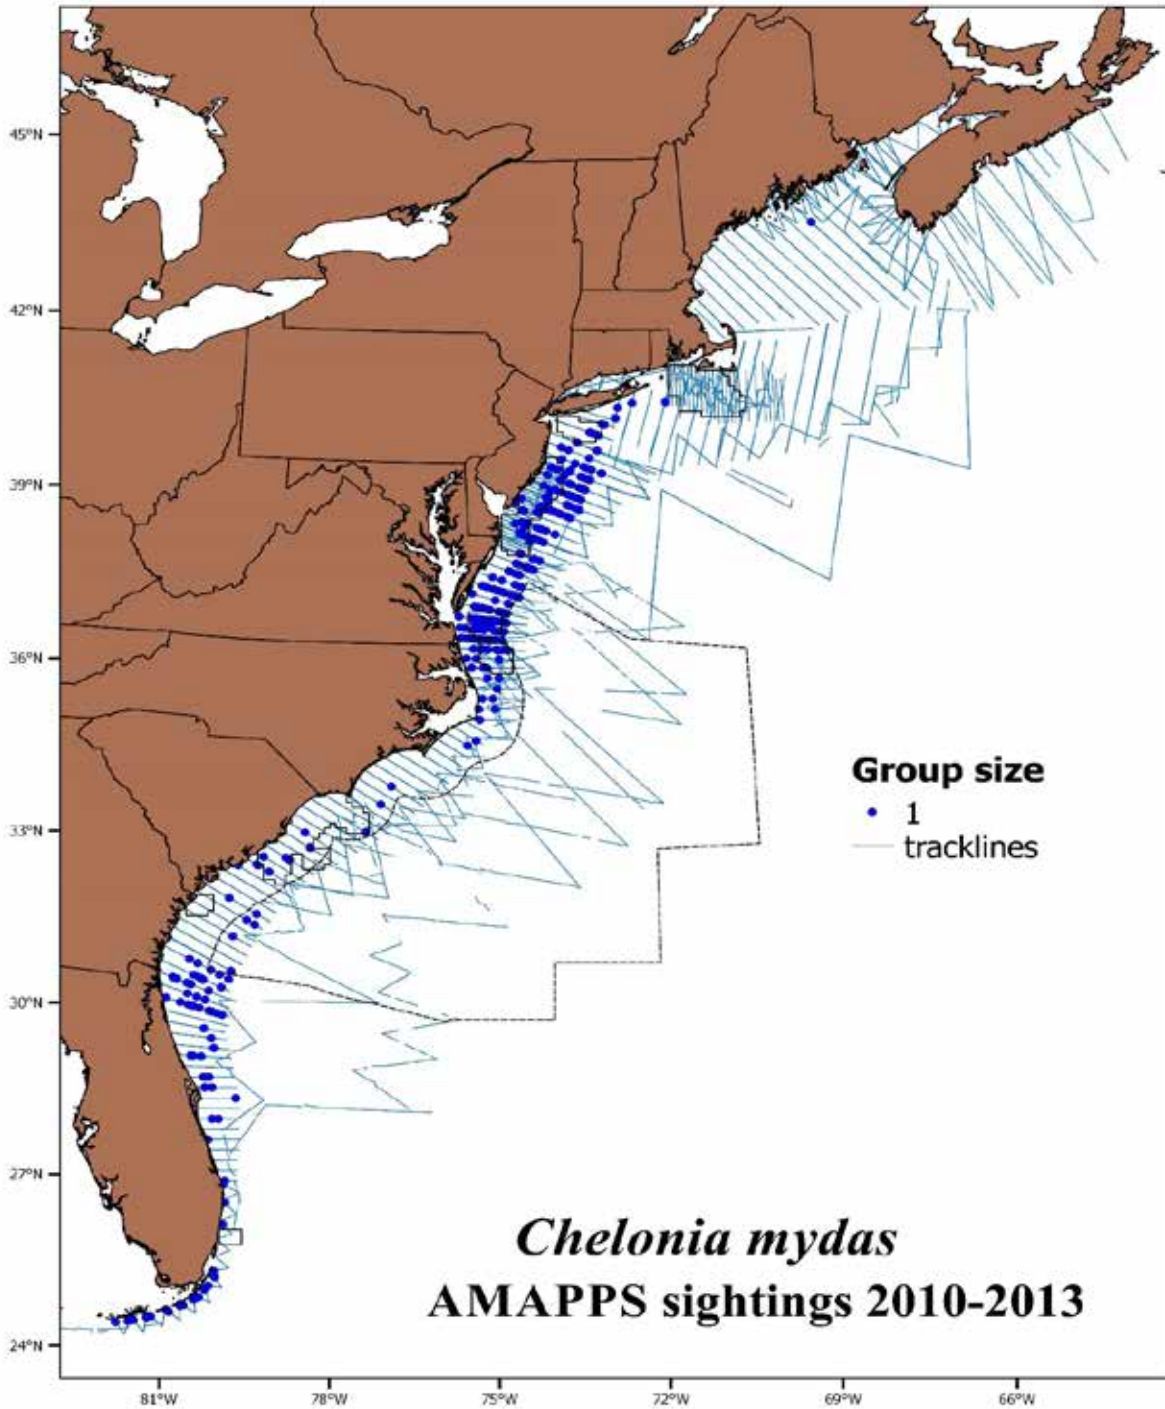 45°N
42°N
39°N
36°N
33°N
30°N
27°N
24°N
Group size
1
tracklines
Chelonia mydas
AMAPPS sightings 2010-2013
81°W 78°W 75°W 72°W 69°W 66°W